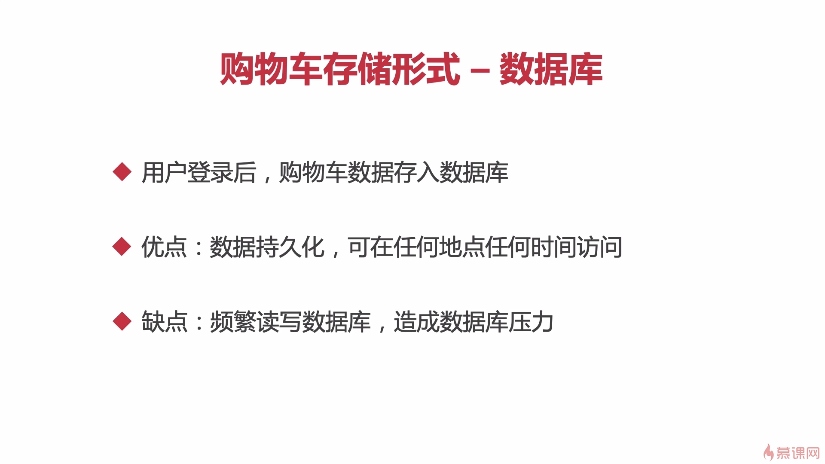 购物车存储形式 – 数据库
用户登录后，购物车数据存入数据库
优点：数据持久化，可在任何地点任何时间访问
缺点：频繁读写数据库，造成数据库压力
慕课网